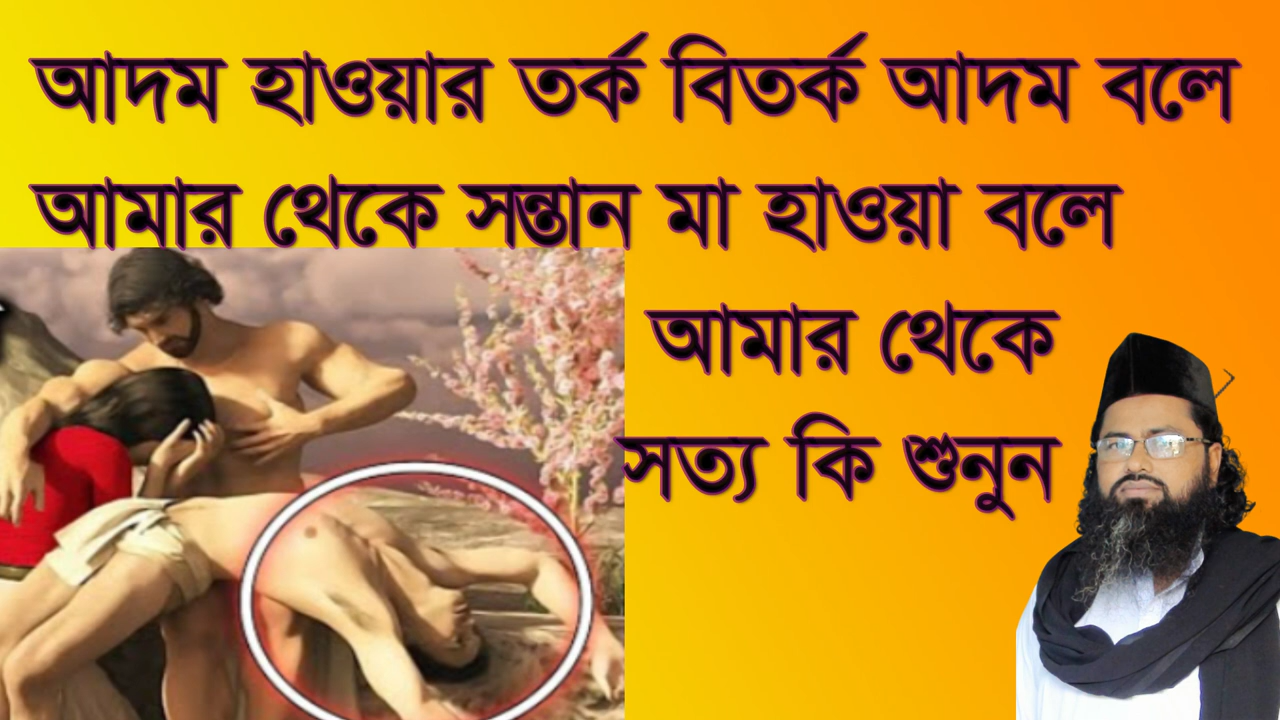 আদম হাওয়ার তর্ক বিতর্ক আদম বলে
আমার থেকে সন্তান মা হাওয়া বলে
আমার থেকে
সত্য কি শুনুন